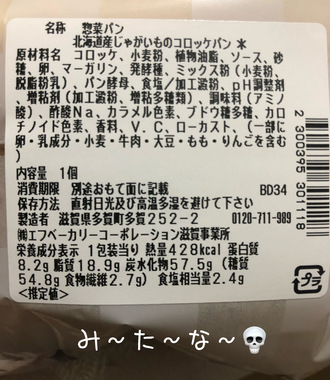 名称　惣菜パン
北海道産じゃがいものコロッケパン 米
原材料名　コロッケ、小麦粉、植物油脂、ソース、砂
糖、卵、マーガリン、発酵種、ミックス粉（小麦粉、
脱脂粉乳）、パン酵母、食塩／加工澱粉、ｐＨ調整剤
、増粘剤（加工澱粉、増粘多糖類）、調味料（アミノ
酸）、酢酸Ｎａ、カラメル色素、ブドウ糖多糖、カロ
チノイド色素、香料、Ｖ．Ｃ、ローカスト、（一部に
卵・乳成分・小麦・牛肉・大豆・もも・りんごを含む
）
内容量　1個
消費期限　別途おもて面に記載　BD34
保存方法　直射日光及び高温多湿を避けて下さい
製造者　滋賀県多賀町多賀２５２-２　0120-711-989
㈱エフベーカリーコーポレーション滋賀事業所
栄養成分表示　１包装当り　熱量428kcal 蛋白質
8.2g 脂質18.9g 炭水化物57.5g（糖質
54.8g 食物繊維2.7g）食塩相当量2.4g
<推定値>
2 300395 301118
プラ
み〜た〜な〜💀